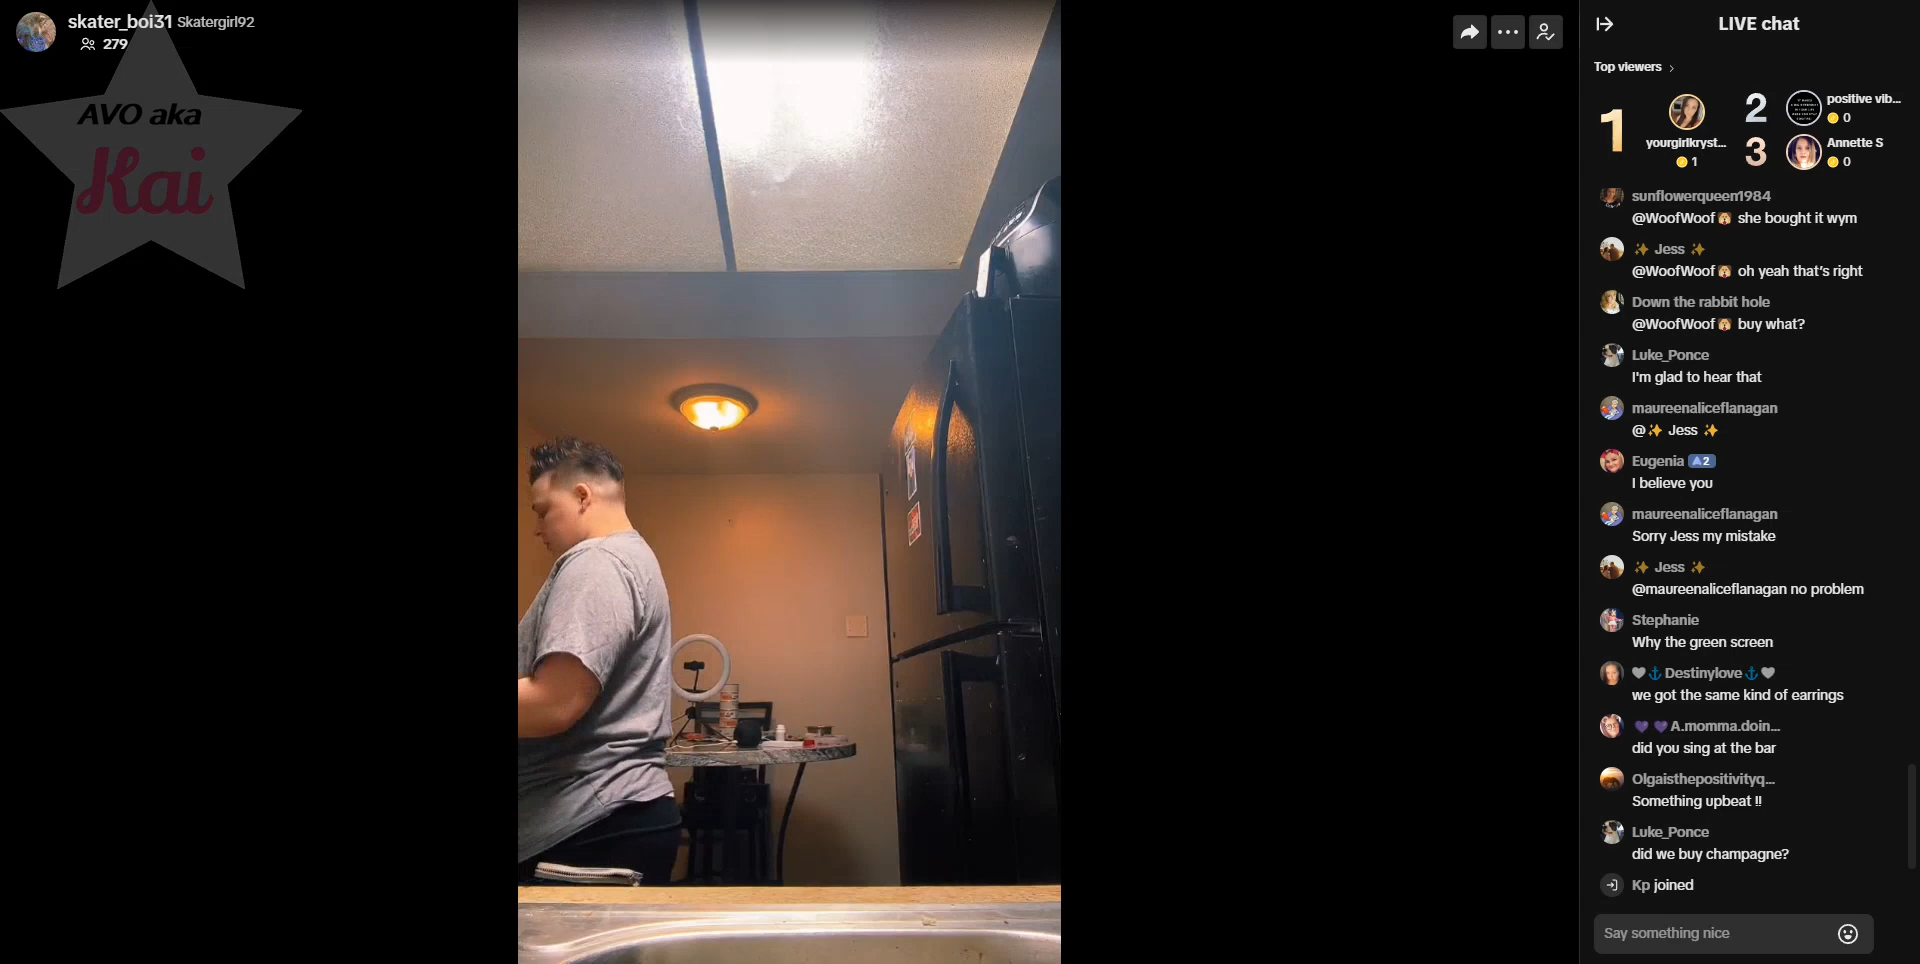 skater_boi31 Skatergirl92
279
AVO aka
Kai
LIVE chat
Top viewers
1
yourgirlkryst...
1
2
positive vib...
0
3
Annette S
0
sunflowerqueen1984
@WoofWoof she bought it wym
✨ Jess ✨
@WoofWoof oh yeah that's right
Down the rabbit hole
@WoofWoof buy what?
Luke_Ponce
I'm glad to hear that
maureenaliceflanagan
@✨ Jess ✨
Eugenia A2
I believe you
maureenaliceflanagan
Sorry Jess my mistake
✨ Jess ✨
@maureenaliceflanagan no problem
Stephanie
Why the green screen
🤍⚓Destinylove⚓🤍
we got the same kind of earrings
💜💜A.momma.doin...
did you sing at the bar
Olgaisthepositivityq...
Something upbeat !!
Luke_Ponce
did we buy champagne?
Kp joined
Say something nice